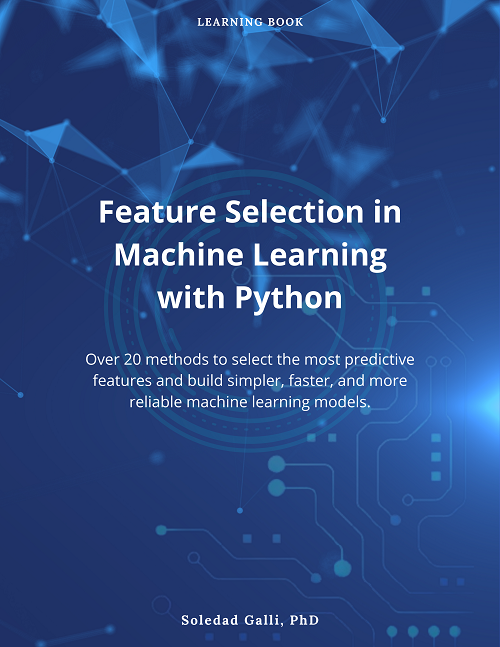 LEARNING BOOK
Feature Selection in
Machine Learning
with Python
Over 20 methods to select the most predictive
features and build simpler, faster, and more
reliable machine learning models.
Soledad Galli, PhD